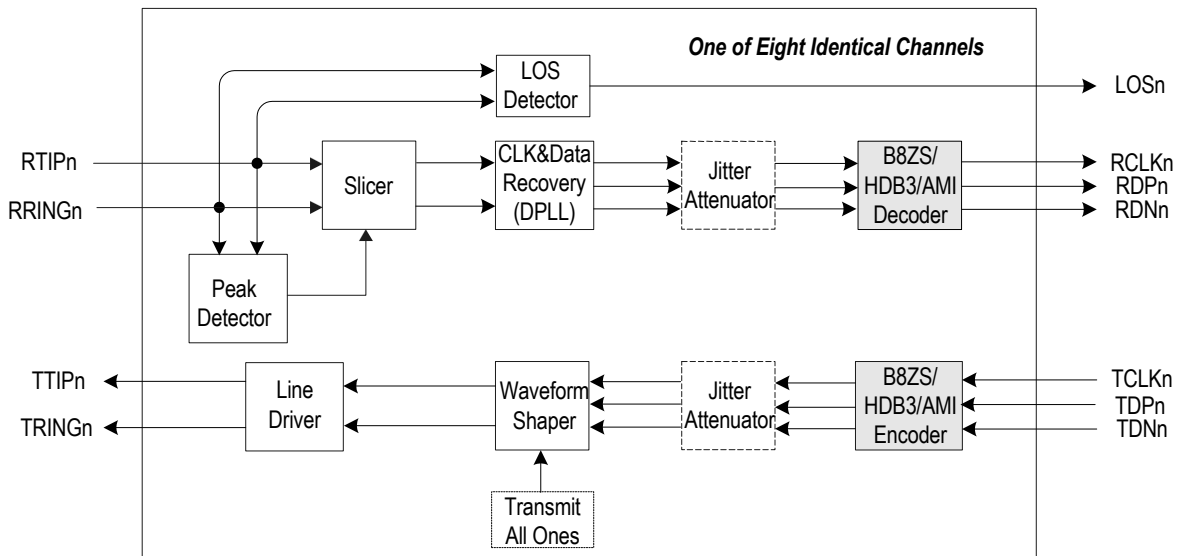 One of Eight Identical Channels
LOS
Detector
LOSn
RTIPn
RRINGn
Slicer
CLK&Data
Recovery
(DPLL)
Jitter
Attenuator
B8ZS/
HDB3/AMI
Decoder
RCLKn
RDPn
RDNn
Peak
Detector
TTIPn
TRINGn
Line
Driver
Waveform
Shaper
Jitter
Attenuator
B8ZS/
HDB3/AMI
Encoder
TCLKn
TDPn
TDNn
Transmit
All Ones